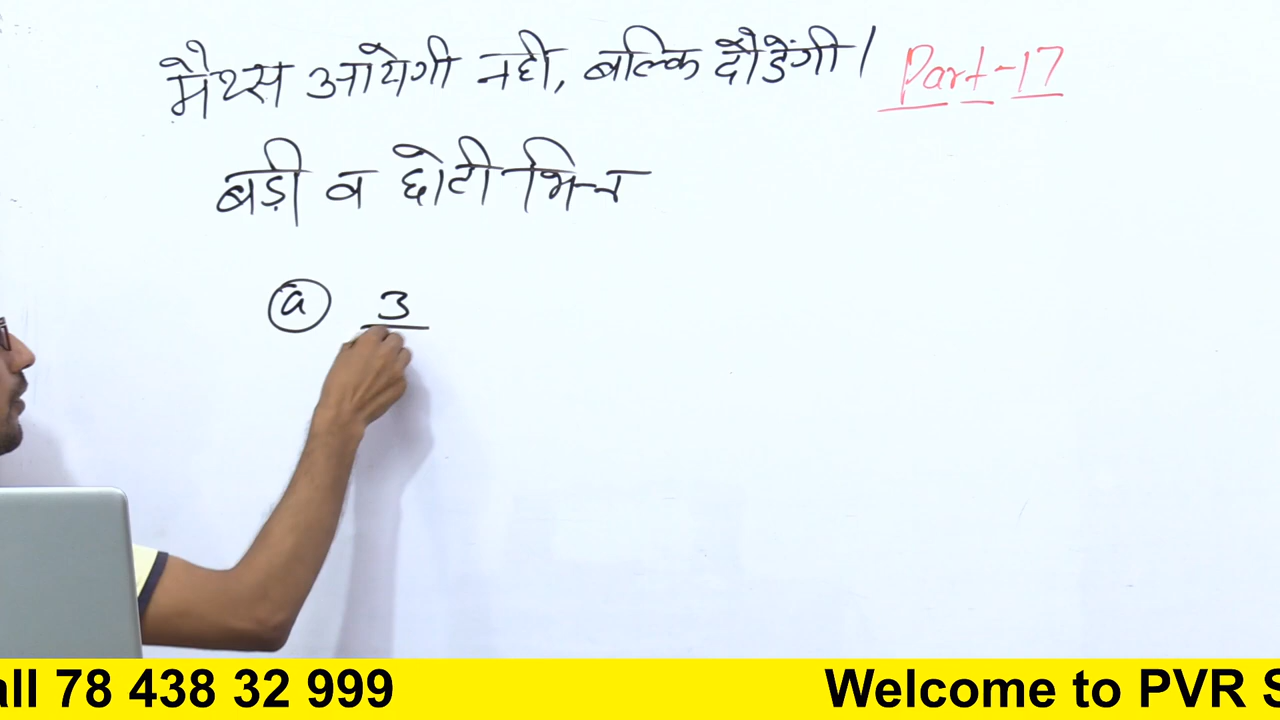 मैथ्स आयेगी नही, बल्कि दौडेंगी। Part-17
बड़ी व छोटी भिन्न
(a) 3
all 78 438 32 999 Welcome to PVR S